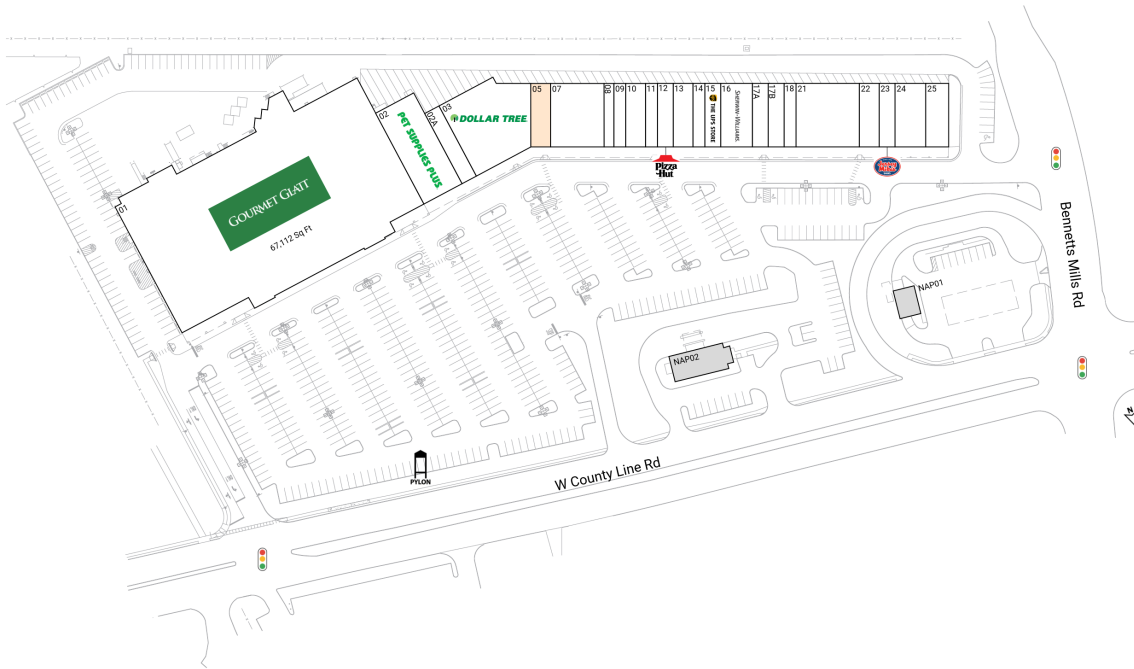 05
07
08
09
10
11
12
13
14
15
16
17A
17B
18
21
22
23
24
25
THE UPS STORE
SHERWIN-WILLIAMS
03
DOLLAR TREE
02
02A
PET SUPPLIES PLUS
Pizza
Hut
01
GOURMET GLATT
67,112 Sq Ft
Bennetts Mills Rd
NAP01
NAP02
N
W County Line Rd
PYLON